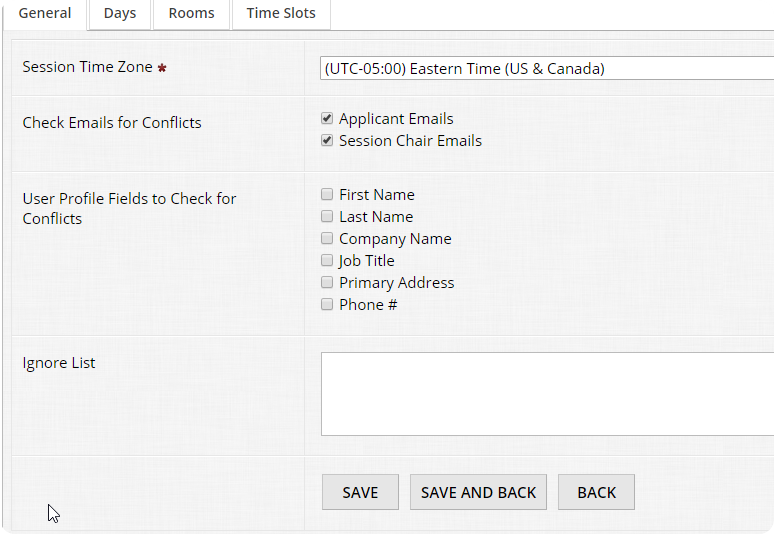 General Days Rooms Time Slots
Session Time Zone *
(UTC-05:00) Eastern Time (US & Canada)
Check Emails for Conflicts
Applicant Emails
Session Chair Emails
User Profile Fields to Check for
Conflicts
First Name
Last Name
Company Name
Job Title
Primary Address
Phone #
Ignore List
SAVE SAVE AND BACK BACK